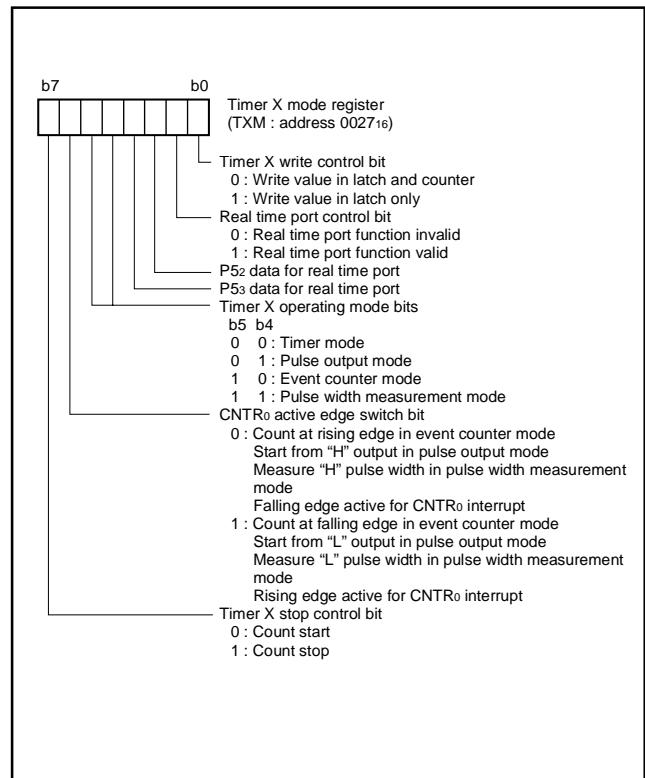 b7 b0
Timer X mode register
(TXM : address 002716)
Timer X write control bit
0 : Write value in latch and counter
1 : Write value in latch only
Real time port control bit
0 : Real time port function invalid
1 : Real time port function valid
P52 data for real time port
P53 data for real time port
Timer X operating mode bits
b5 b4
0 0 : Timer mode
0 1 : Pulse output mode
1 0 : Event counter mode
1 1 : Pulse width measurement mode
CNTR0 active edge switch bit
0 : Count at rising edge in event counter mode
Start from “H” output in pulse output mode
Measure “H” pulse width in pulse width measurement
mode
Falling edge active for CNTR0 interrupt
1 : Count at falling edge in event counter mode
Start from “L” output in pulse output mode
Measure “L” pulse width in pulse width measurement
mode
Rising edge active for CNTR0 interrupt
Timer X stop control bit
0 : Count start
1 : Count stop